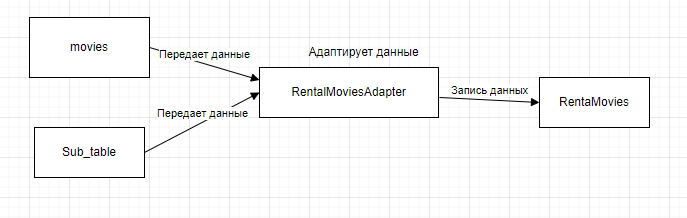 movies
Передает данные
Адаптирует данные
RentalMoviesAdapter
Запись данных
RentaMovies
Передает данные
Sub_table